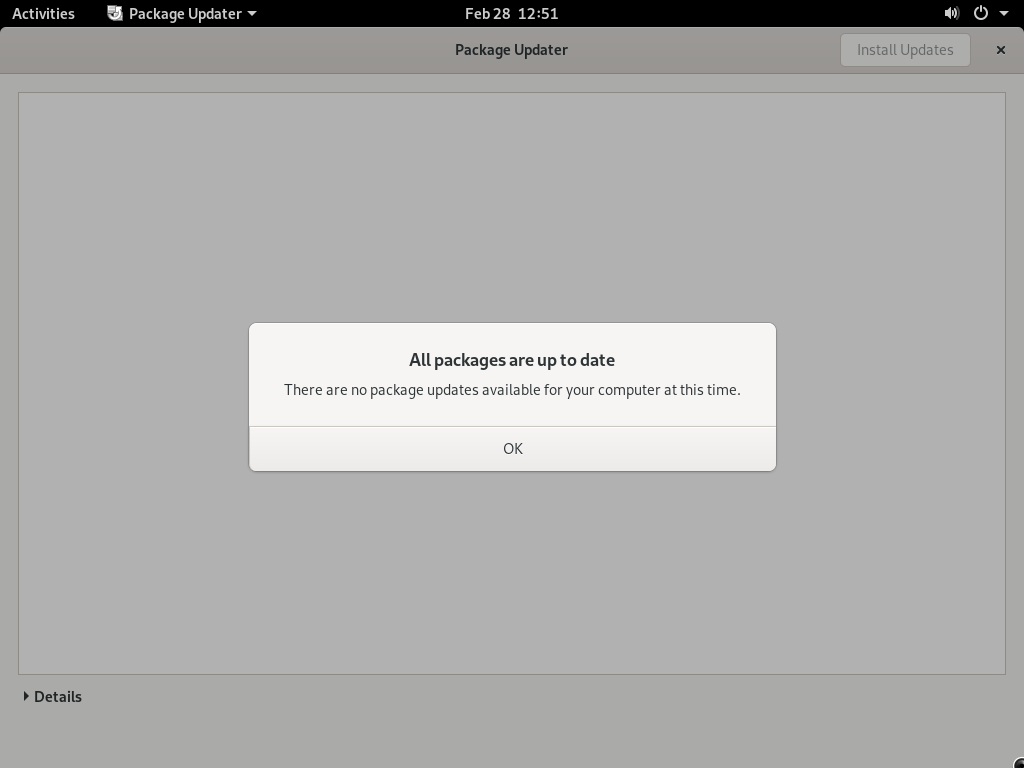 Activities Package Updater Feb 28 12:51
Package Updater Install Updates
All packages are up to date
There are no package updates available for your computer at this time.
OK
Details